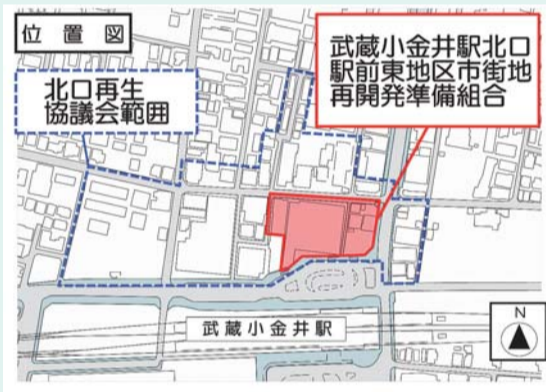 位置図
武蔵小金井駅北口
駅前東地区市街地
再開発準備組合
北口再生
協議会範囲
武蔵小金井駅
N